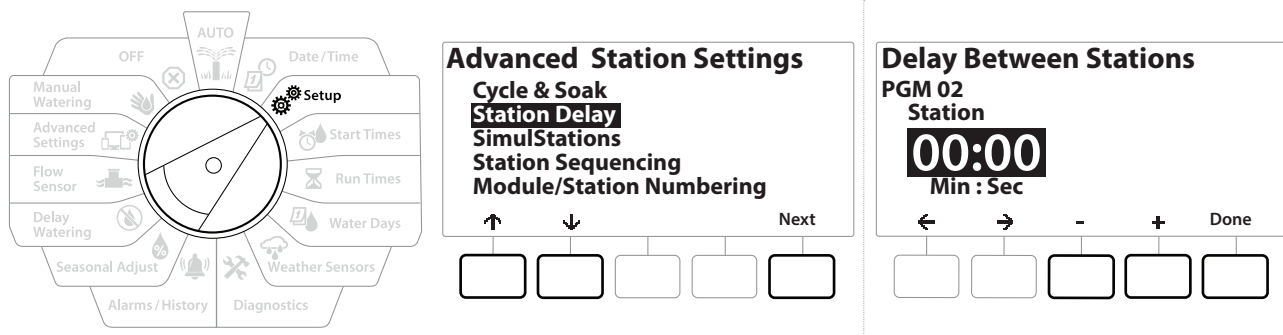 AUTO
OFF
Date/Time
Manual
Watering
Setup
Advanced
Settings
Start Times
Flow
Sensor
Run Times
Delay
Watering
Water Days
Seasonal Adjust
%
Weather Sensors
Alarms/History
Diagnostics
Advanced Station Settings
Cycle & Soak
Station Delay
SimulStations
Station Sequencing
Module/Station Numbering
↑ ↓ Next
Delay Between Stations
PGM 02
Station
00:00
Min : Sec
← → - + Done